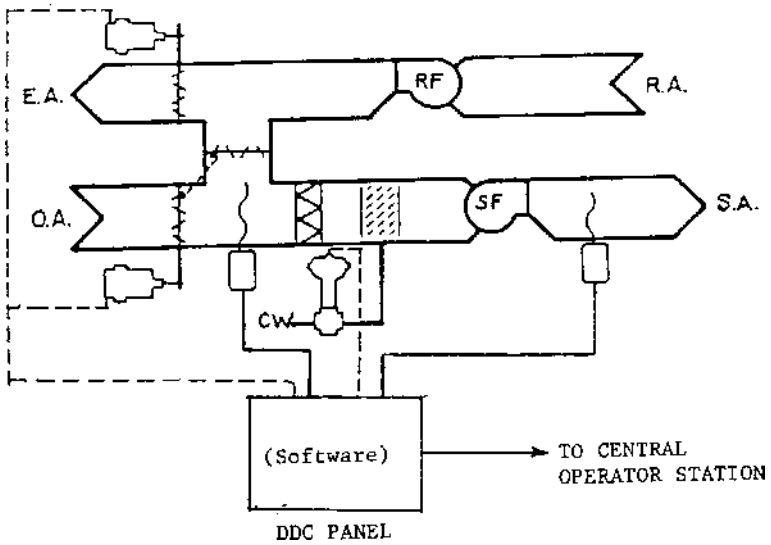 RF
E.A.
R.A.
O.A.
SF
S.A.
CW
(Software)
TO CENTRAL
OPERATOR STATION
DDC PANEL